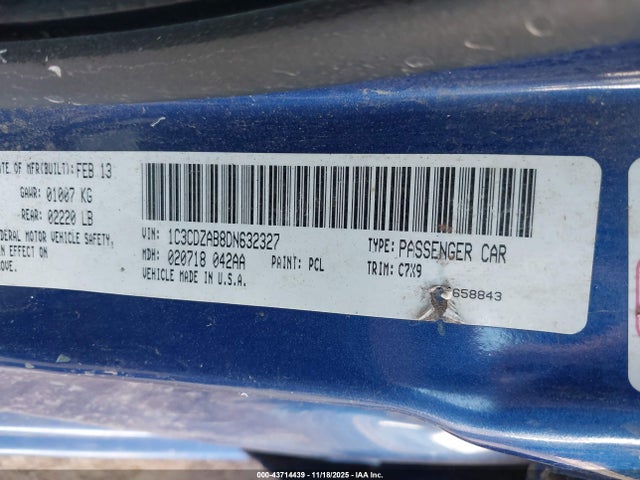 ATE OF MFR(BUILT): FEB 13
GAWR: 01007 KG
REAR: 02220 LB
DERAL MOTOR VEHICLE SAFETY,
IN EFFECT ON
OVE.
VIN: 1C3CDZAB8DN632327
TYPE: PASSENGER CAR
MDH: 020718 042AA
PAINT: PCL
TRIM: C7X9
VEHICLE MADE IN U.S.A.
658843
000-43714439 - 11/18/2025 - IAA Inc.